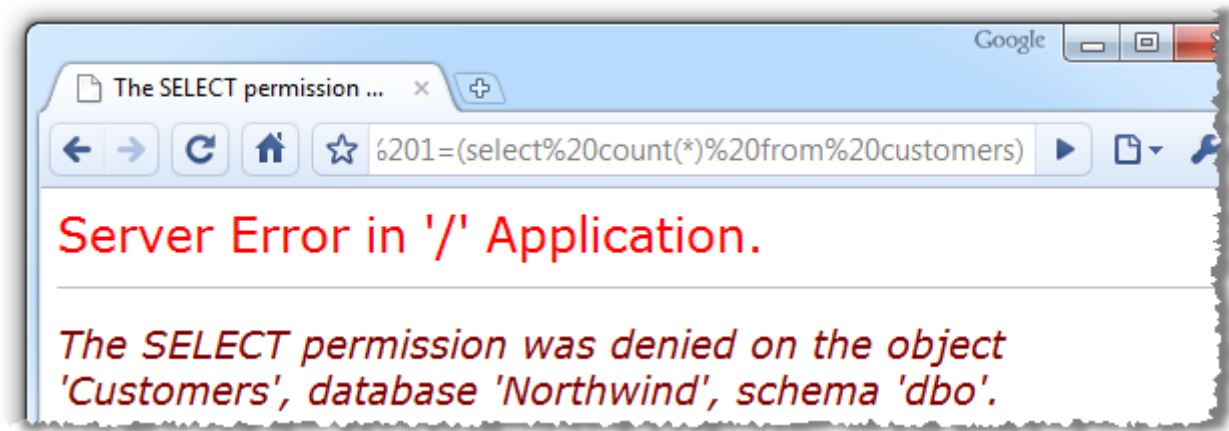 Google
The SELECT permission ...
%201=(select%20count(*)%20from%20customers)
Server Error in '/' Application.
The SELECT permission was denied on the object
'Customers', database 'Northwind', schema 'dbo'.